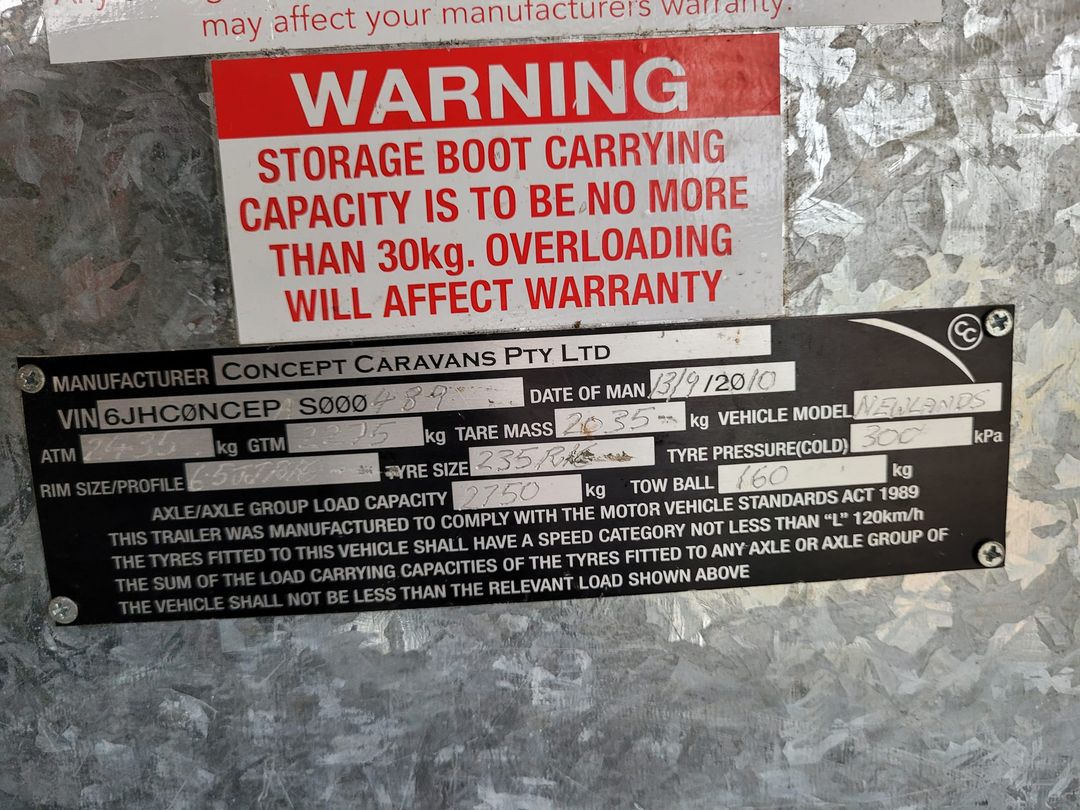 may affect your manufacturers warranty.
WARNING
STORAGE BOOT CARRYING
CAPACITY IS TO BE NO MORE
THAN 30kg. OVERLOADING
WILL AFFECT WARRANTY
CC
MANUFACTURER CONCEPT CARAVANS PTY LTD
VIN 6JHCØNCEP SØØØ489 DATE OF MAN 13/9/2010
ATM 2435 kg GTM 2275 kg TARE MASS 2035 kg VEHICLE MODEL NEWLANDS
RIM SIZE/PROFILE TYRE SIZE TYRE PRESSURE(COLD) 300 kPa
AXLE/AXLE GROUP LOAD CAPACITY 2750 kg TOW BALL 160 kg
THIS TRAILER WAS MANUFACTURED TO COMPLY WITH THE MOTOR VEHICLE STANDARDS ACT 1989
THE TYRES FITTED TO THIS VEHICLE SHALL HAVE A SPEED CATEGORY NOT LESS THAN “L” 120km/h
THE SUM OF THE LOAD CARRYING CAPACITIES OF THE TYRES FITTED TO ANY AXLE OR AXLE GROUP OF
THE VEHICLE SHALL NOT BE LESS THAN THE RELEVANT LOAD SHOWN ABOVE